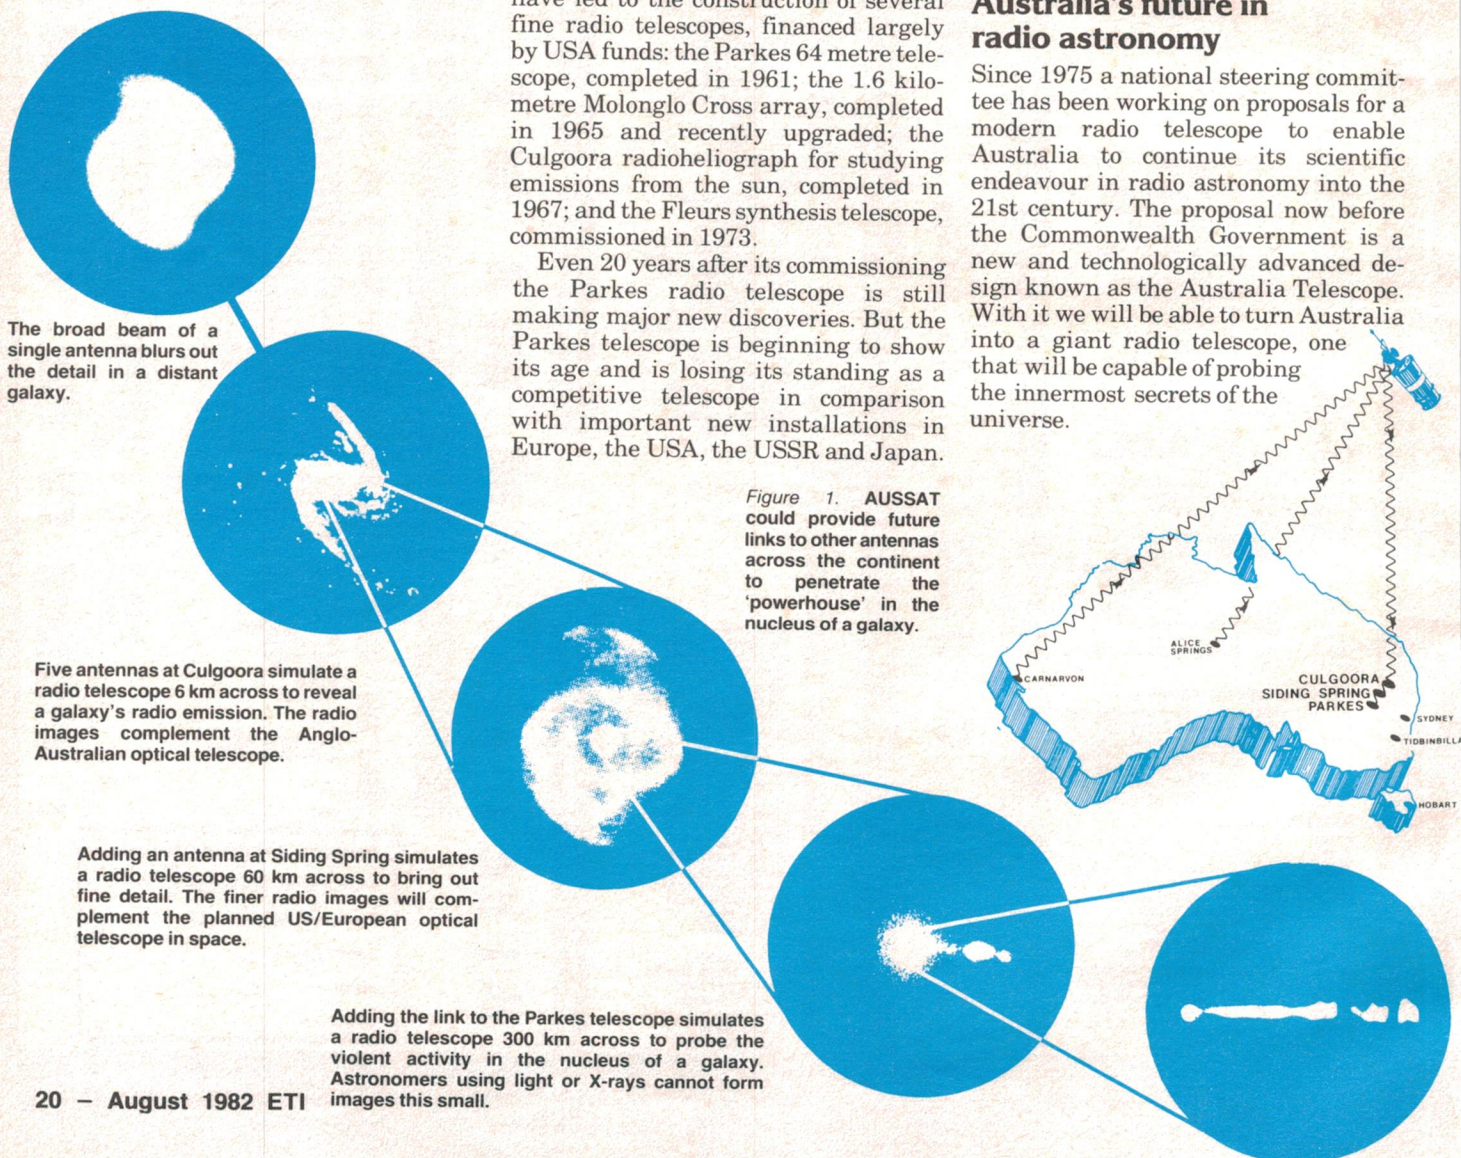 have led to the construction of several
fine radio telescopes, financed largely
by USA funds: the Parkes 64 metre tele-
scope, completed in 1961; the 1.6 kilo-
metre Molonglo Cross array, completed
in 1965 and recently upgraded; the
Culgoora radioheliograph for studying
emissions from the sun, completed in
1967; and the Fleurs synthesis telescope,
commissioned in 1973.
Even 20 years after its commissioning
the Parkes radio telescope is still
making major new discoveries. But the
Parkes telescope is beginning to show
its age and is losing its standing as a
competitive telescope in comparison
with important new installations in
Europe, the USA, the USSR and Japan.
Australia's future in
radio astronomy
Since 1975 a national steering commit-
tee has been working on proposals for a
modern radio telescope to enable
Australia to continue its scientific
endeavour in radio astronomy into the
21st century. The proposal now before
the Commonwealth Government is a
new and technologically advanced de-
sign known as the Australia Telescope.
With it we will be able to turn Australia
into a giant radio telescope, one
that will be capable of probing
the innermost secrets of the
universe.
The broad beam of a
single antenna blurs out
the detail in a distant
galaxy.
Figure 1. AUSSAT
could provide future
links to other antennas
across the continent
to penetrate the
'powerhouse' in the
nucleus of a galaxy.
ALICE
SPRINGS
CARNARVON
CULGOORA
SIDING SPRING
PARKES
SYDNEY
TIDBINBILLA
HOBART
Five antennas at Culgoora simulate a
radio telescope 6 km across to reveal
a galaxy's radio emission. The radio
images complement the Anglo-
Australian optical telescope.
Adding an antenna at Siding Spring simulates
a radio telescope 60 km across to bring out
fine detail. The finer radio images will com-
plement the planned US/European optical
telescope in space.
Adding the link to the Parkes telescope simulates
a radio telescope 300 km across to probe the
violent activity in the nucleus of a galaxy.
Astronomers using light or X-rays cannot form
images this small.
20 – August 1982 ETI